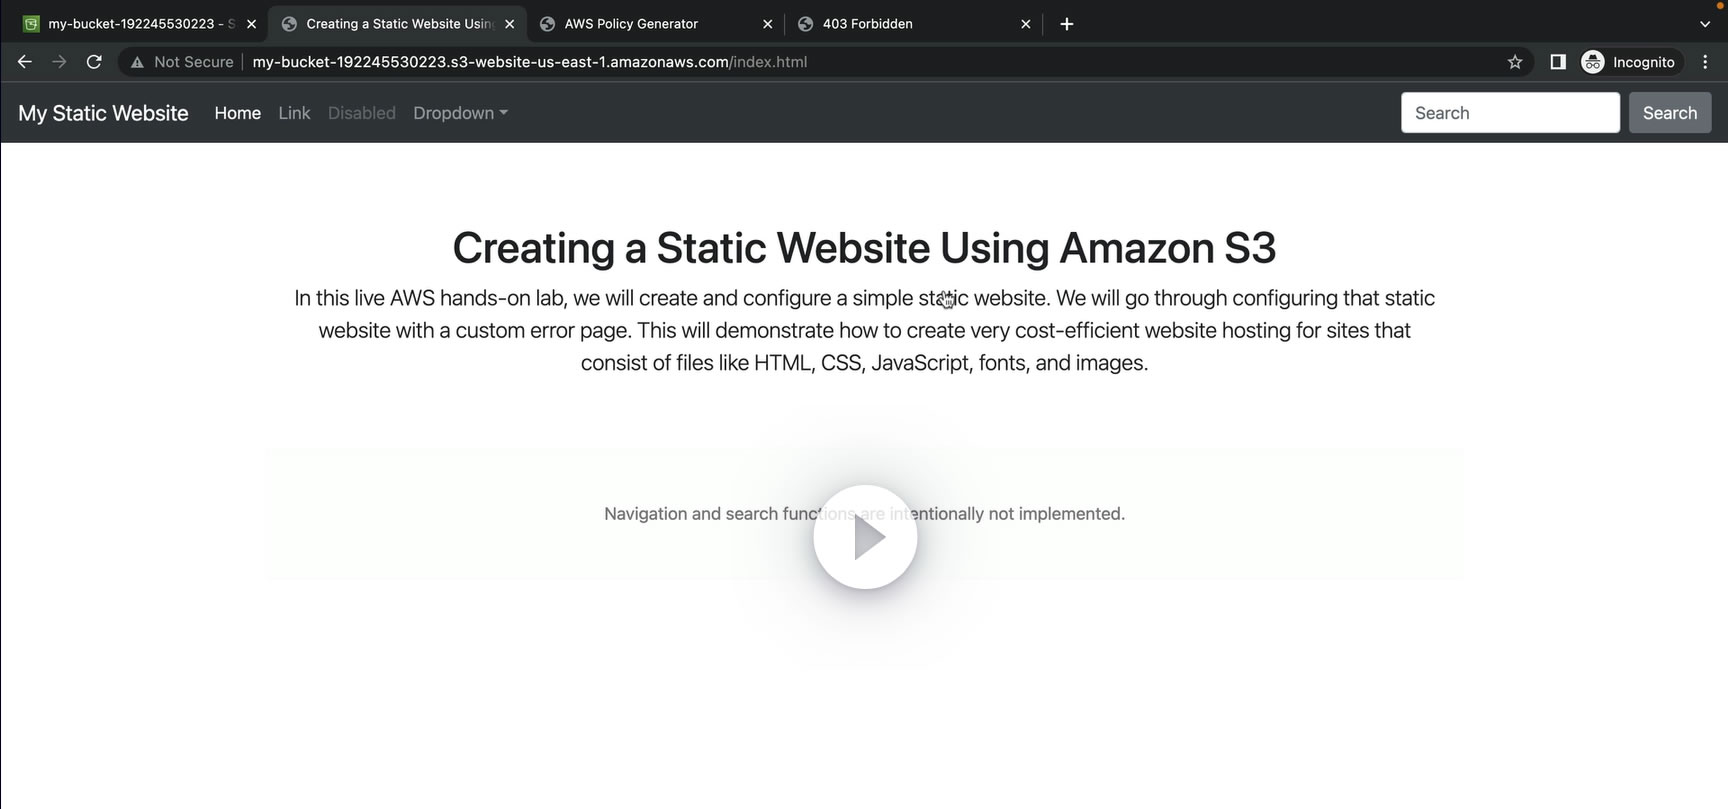 my-bucket-192245530223 - S
Creating a Static Website Usin
AWS Policy Generator
403 Forbidden
Not Secure
my-bucket-192245530223.s3-website-us-east-1.amazonaws.com/index.html
Incognito
My Static Website
Home
Link
Disabled
Dropdown
Search
Search
Creating a Static Website Using Amazon S3
In this live AWS hands-on lab, we will create and configure a simple static website. We will go through configuring that static
website with a custom error page. This will demonstrate how to create very cost-efficient website hosting for sites that
consist of files like HTML, CSS, JavaScript, fonts, and images.
Navigation and search functions are intentionally not implemented.